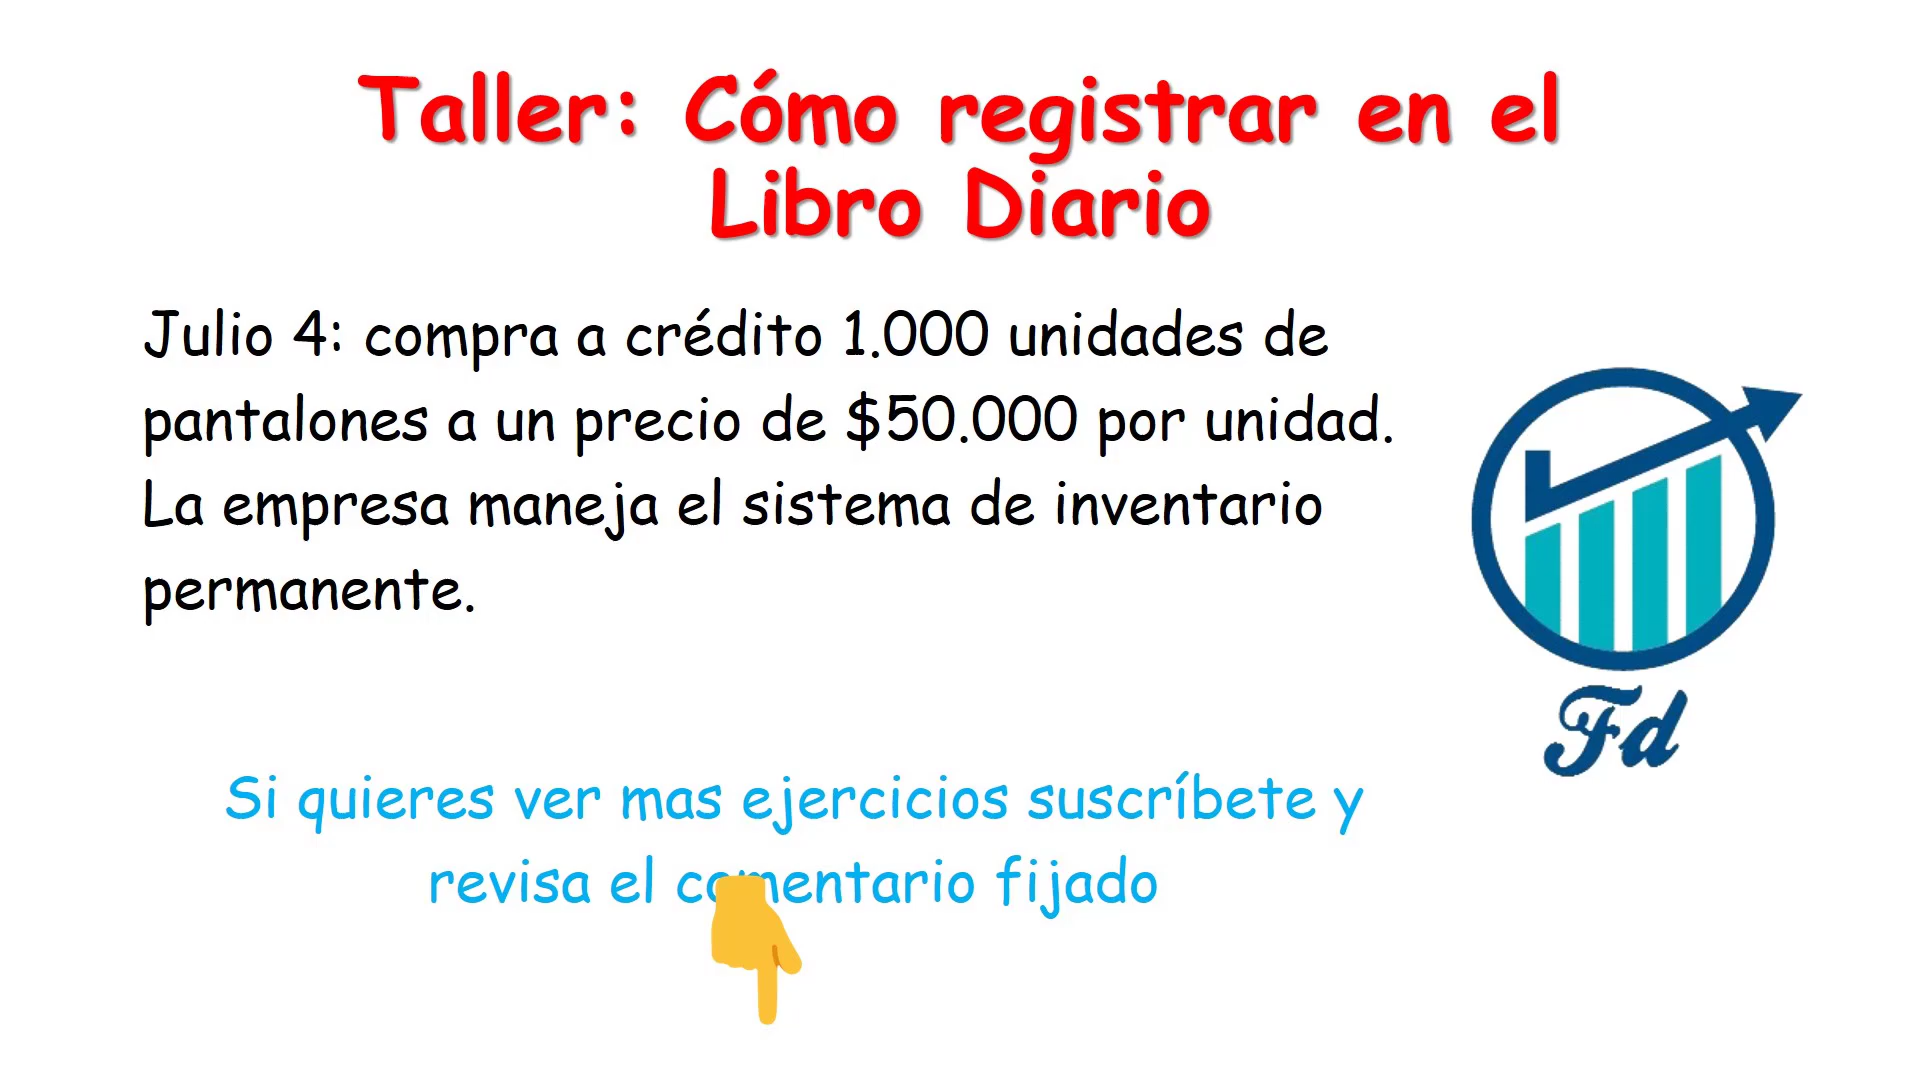 Taller: Cómo registrar en el
Libro Diario
Julio 4: compra a crédito 1.000 unidades de
pantalones a un precio de $50.000 por unidad.
La empresa maneja el sistema de inventario
permanente.
Fd
Si quieres ver mas ejercicios suscríbete y
revisa el comentario fijado